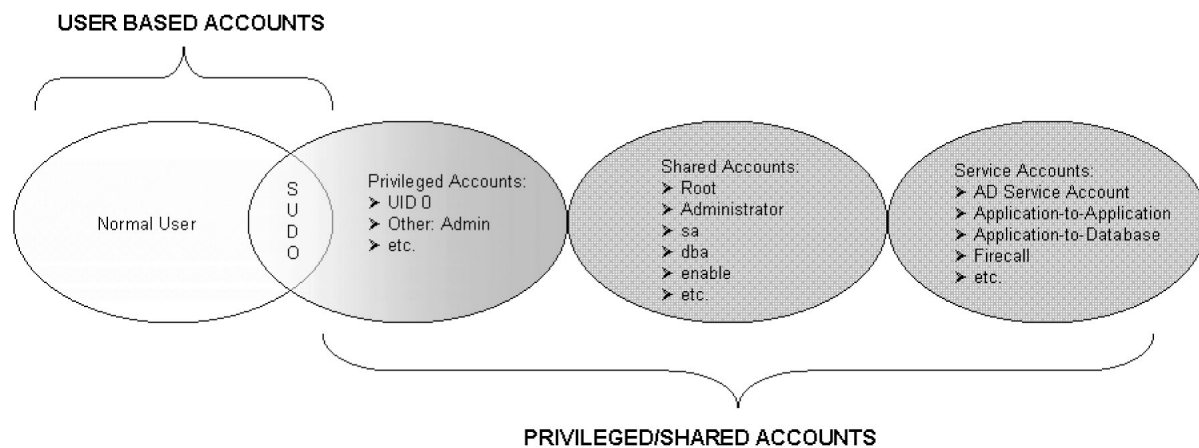 USER BASED ACCOUNTS
Normal User
S
U
D
O
Privileged Accounts:
➤ UID 0
➤ Other: Admin
➤ etc.
Shared Accounts:
➤ Root
➤ Administrator
➤ sa
➤ dba
➤ enable
➤ etc.
Service Accounts:
➤ AD Service Account
➤ Application-to-Application
➤ Application-to-Database
➤ Firecall
➤ etc.
PRIVILEGED/SHARED ACCOUNTS